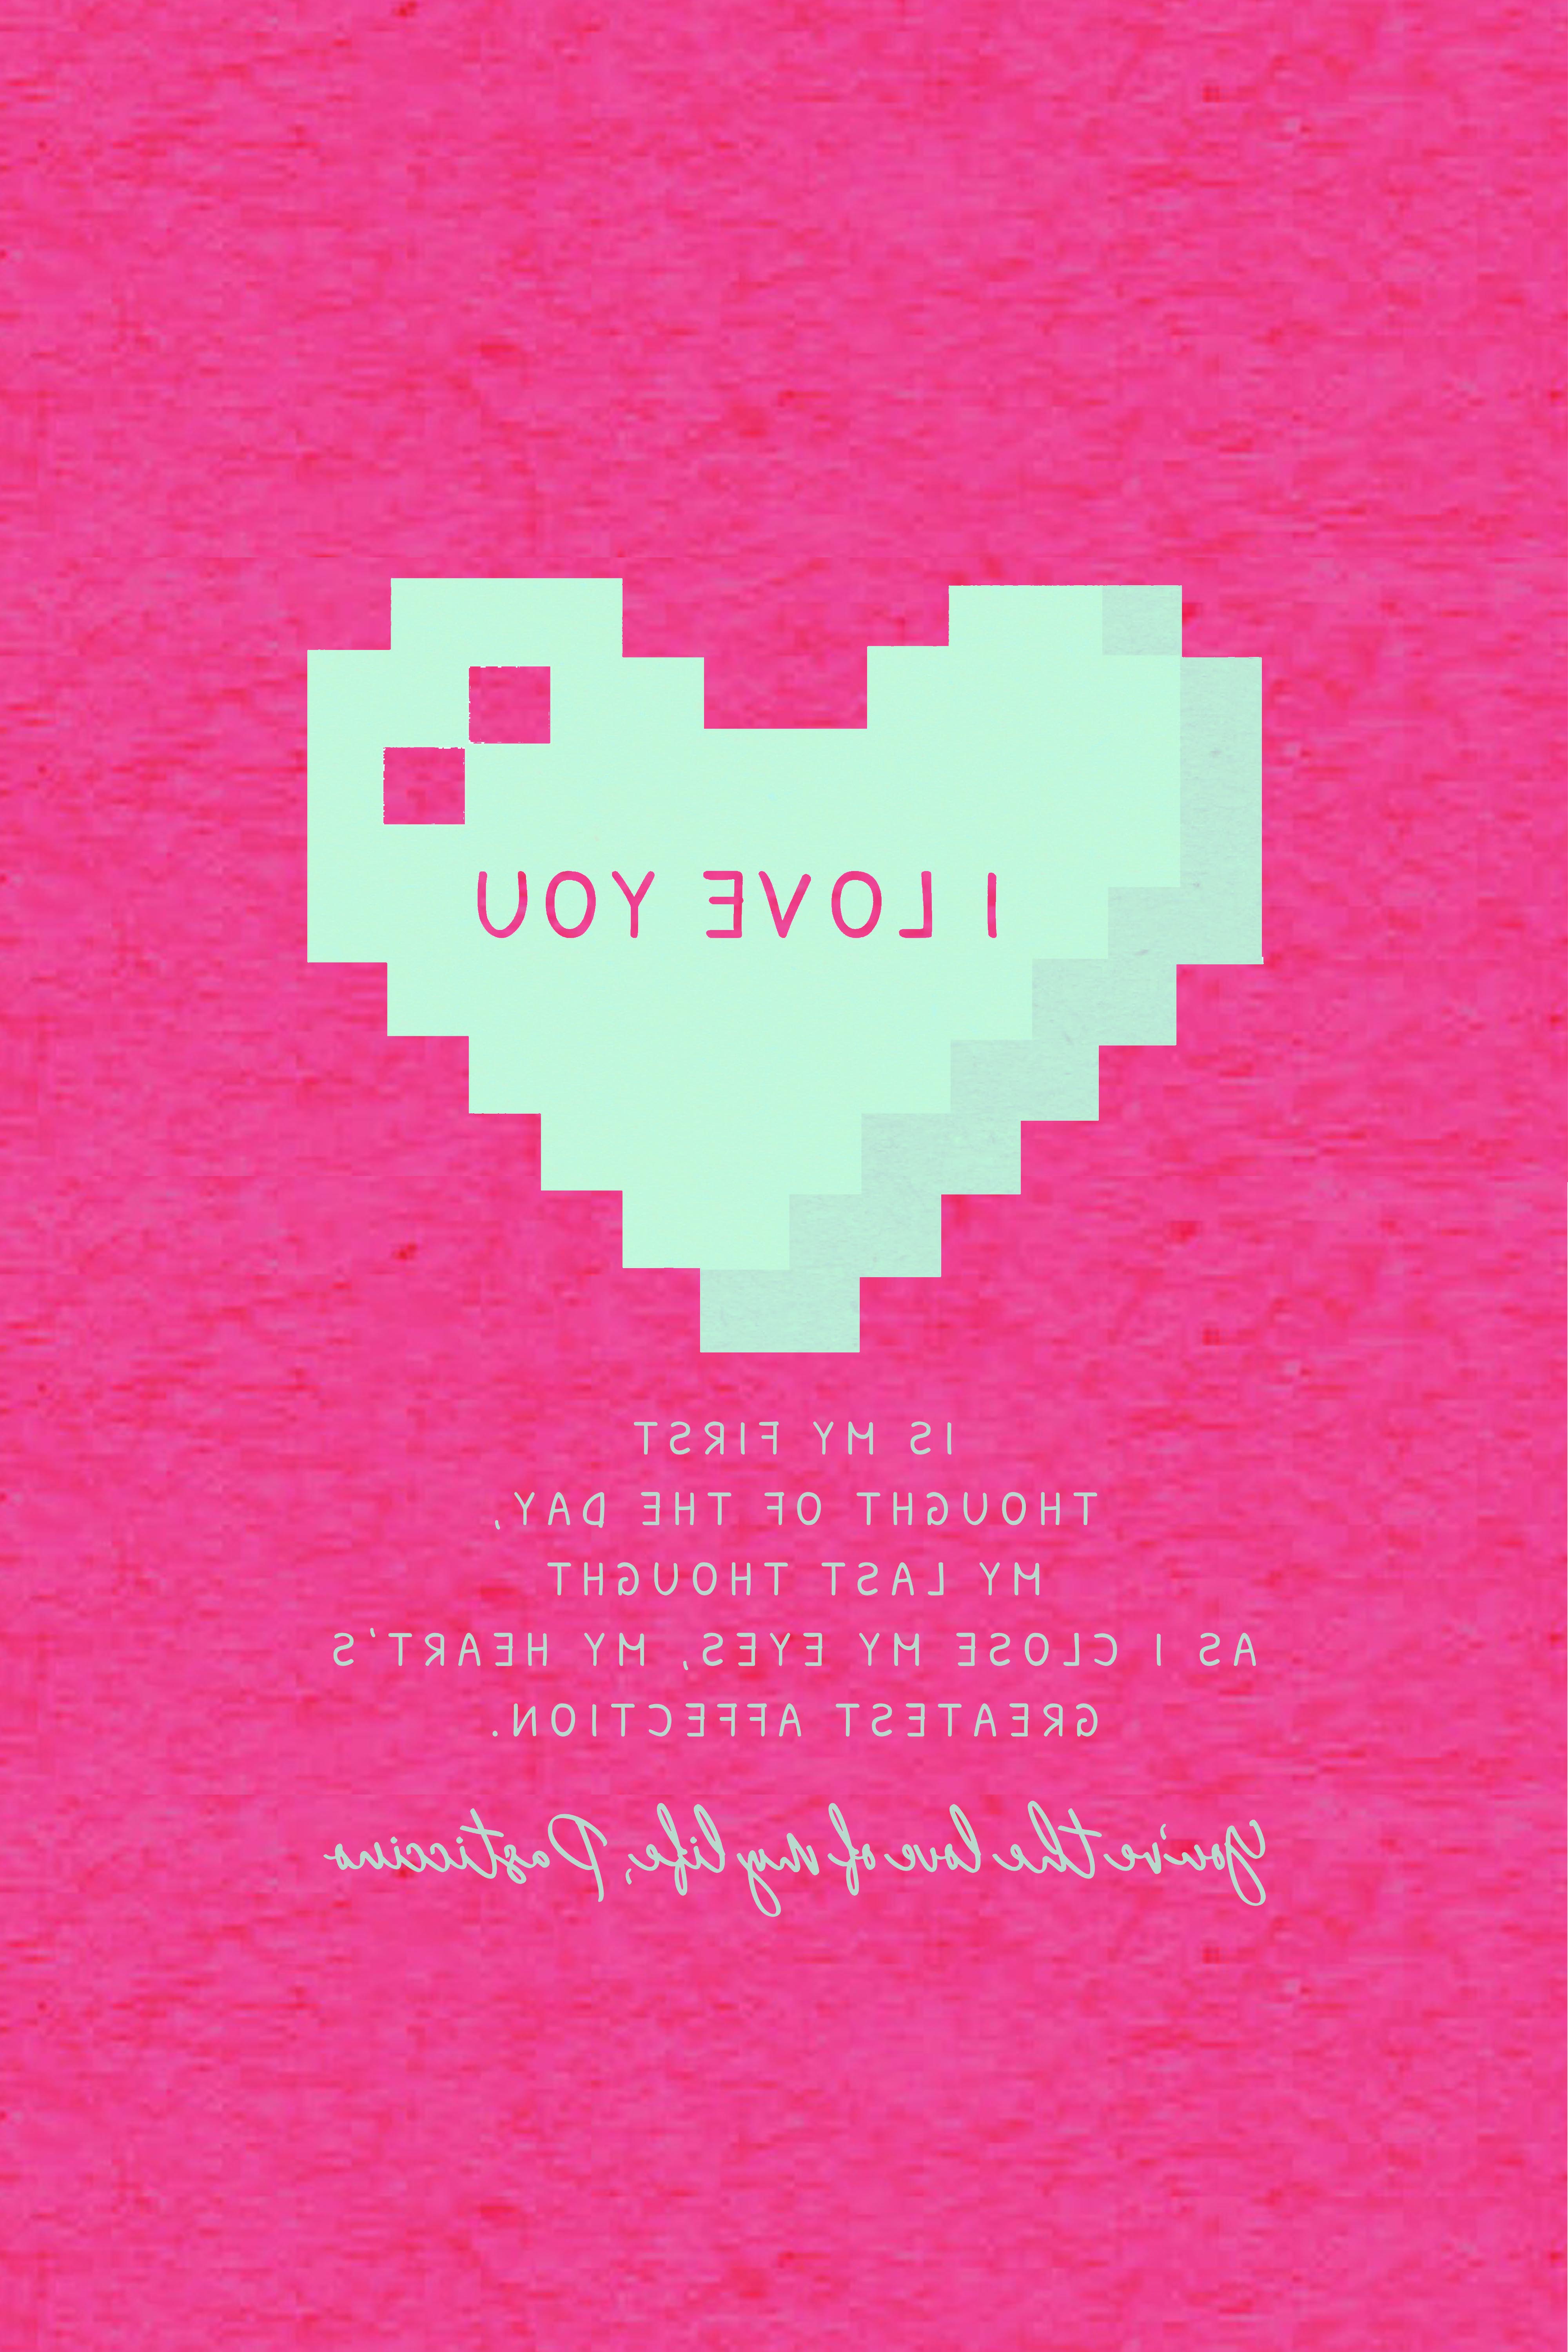 I LOVE YOU
IS MY FIRST
THOUGHT OF THE DAY,
MY LAST THOUGHT
AS I CLOSE MY EYES, MY HEART'S
GREATEST AFFECTION.
You're the love of my life, Pasticcino